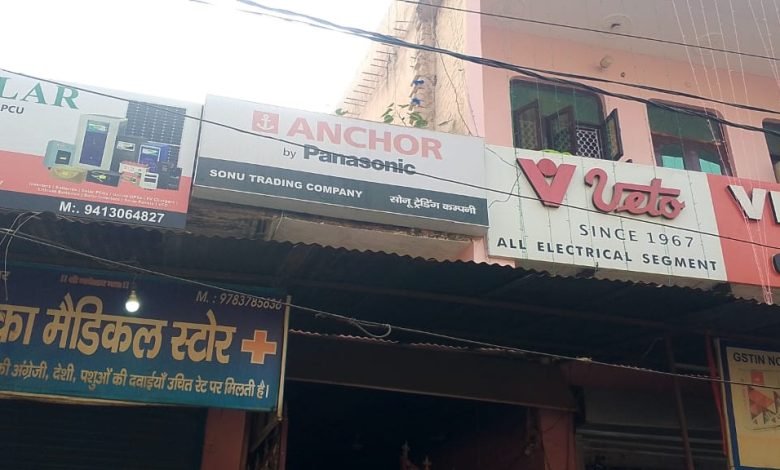 LAR
PCU
M:. 9413064827
ANCHOR
by Panasonic
SONU TRADING COMPANY
सोनू ट्रेडिंग कम्पनी
Veto
SINCE 1967
ALL ELECTRICAL SEGMENT
M. : 9783785636
का मैडिकल स्टोर
की अंग्रेजी, देशी, पशुओं की दवाईयाँ उचित रेट पर मिलती है।
GSTIN NO